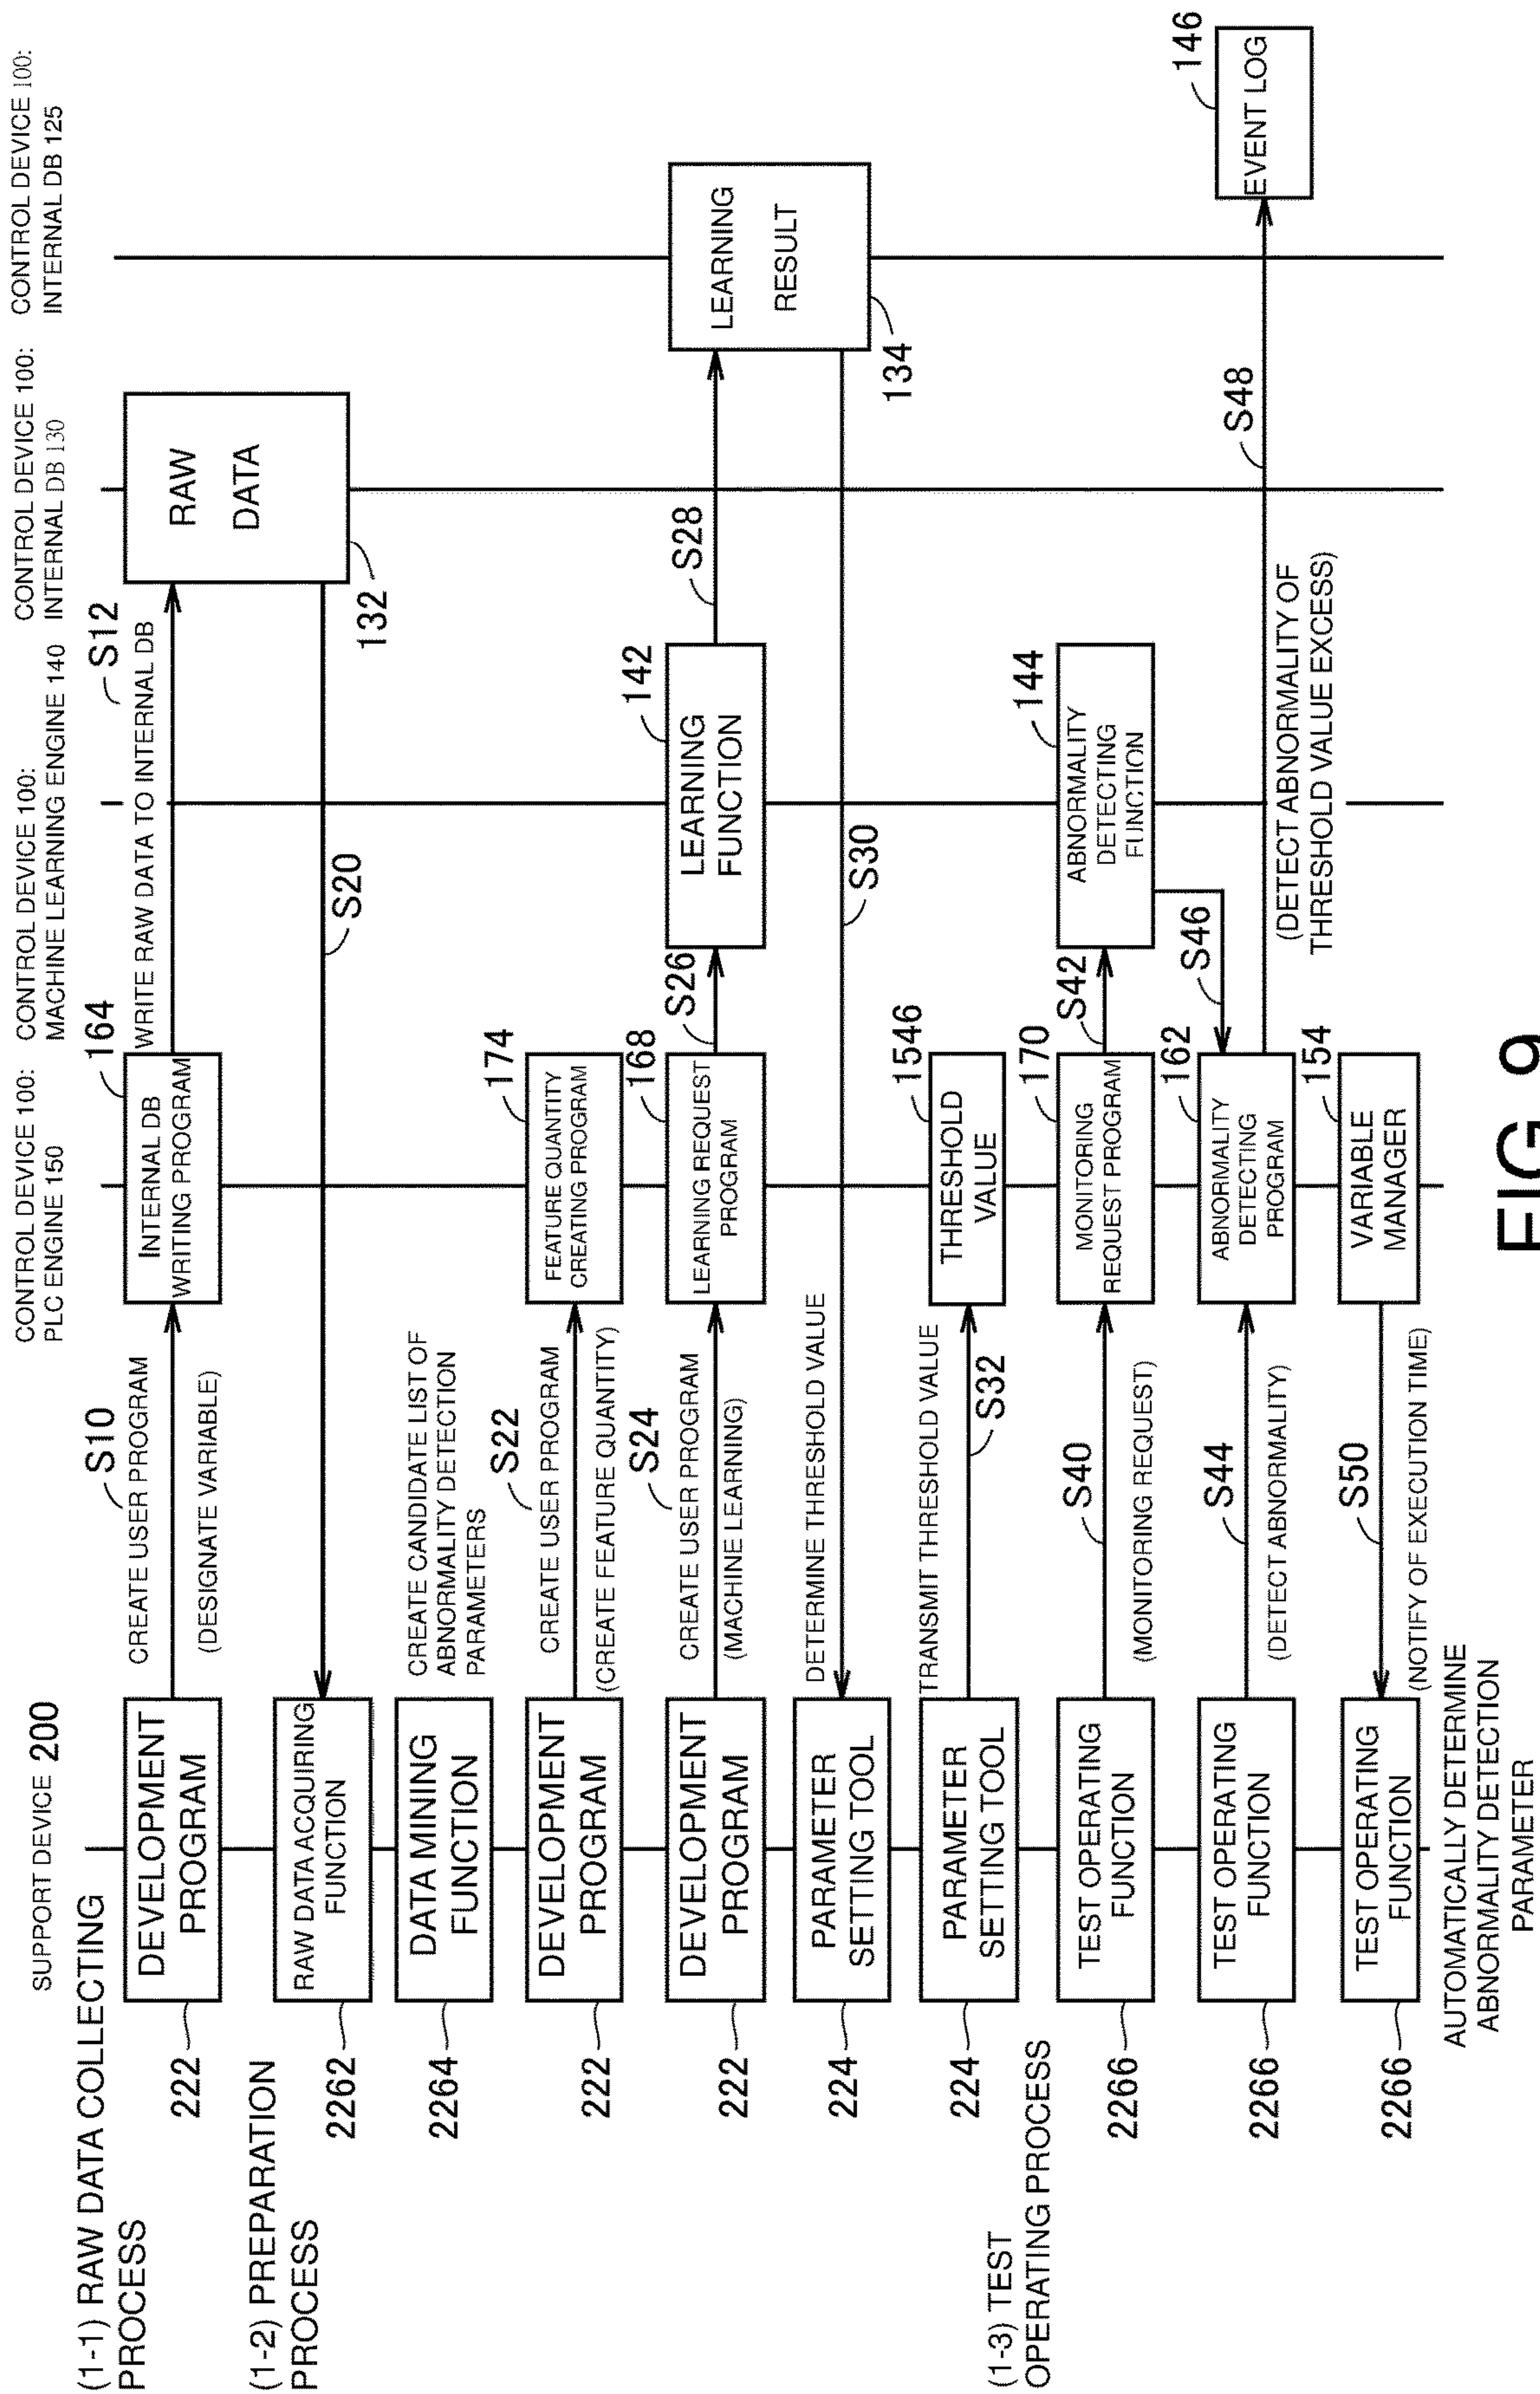 SUPPORT DEVICE 200
CONTROL DEVICE 100:
PLC ENGINE 150
CONTROL DEVICE 100:
MACHINE LEARNING ENGINE 140
CONTROL DEVICE 100:
INTERNAL DB 130
CONTROL DEVICE 100:
INTERNAL DB 125
(1-1) RAW DATA COLLECTING
PROCESS
222
DEVELOPMENT
PROGRAM
S10
CREATE USER PROGRAM
(DESIGNATE VARIABLE)
164
INTERNAL DB
WRITING PROGRAM
S12
WRITE RAW DATA TO INTERNAL DB
RAW
DATA
132
(1-2) PREPARATION
PROCESS
2262
RAW DATA ACQUIRING
FUNCTION
S20
2264
DATA MINING
FUNCTION
CREATE CANDIDATE LIST OF
ABNORMALITY DETECTION
PARAMETERS
222
DEVELOPMENT
PROGRAM
S22
CREATE USER PROGRAM
(CREATE FEATURE QUANTITY)
174
FEATURE QUANTITY
CREATING PROGRAM
222
DEVELOPMENT
PROGRAM
S24
CREATE USER PROGRAM
(MACHINE LEARNING)
168
LEARNING REQUEST
PROGRAM
S26
142
LEARNING
FUNCTION
S28
LEARNING
RESULT
134
224
PARAMETER
SETTING TOOL
DETERMINE THRESHOLD VALUE
S30
224
PARAMETER
SETTING TOOL
TRANSMIT THRESHOLD VALUE
S32
1546
THRESHOLD
VALUE
(1-3) TEST
OPERATING PROCESS
2266
TEST OPERATING
FUNCTION
S40
(MONITORING REQUEST)
170
MONITORING
REQUEST PROGRAM
S42
144
ABNORMALITY
DETECTING
FUNCTION
2266
TEST OPERATING
FUNCTION
S44
(DETECT ABNORMALITY)
162
ABNORMALITY
DETECTING
PROGRAM
S46
S48
(DETECT ABNORMALITY OF
THRESHOLD VALUE EXCESS)
146
EVENT LOG
2266
TEST OPERATING
FUNCTION
S50
(NOTIFY OF EXECUTION TIME)
154
VARIABLE
MANAGER
AUTOMATICALLY DETERMINE
ABNORMALITY DETECTION
PARAMETER
FIG. 9